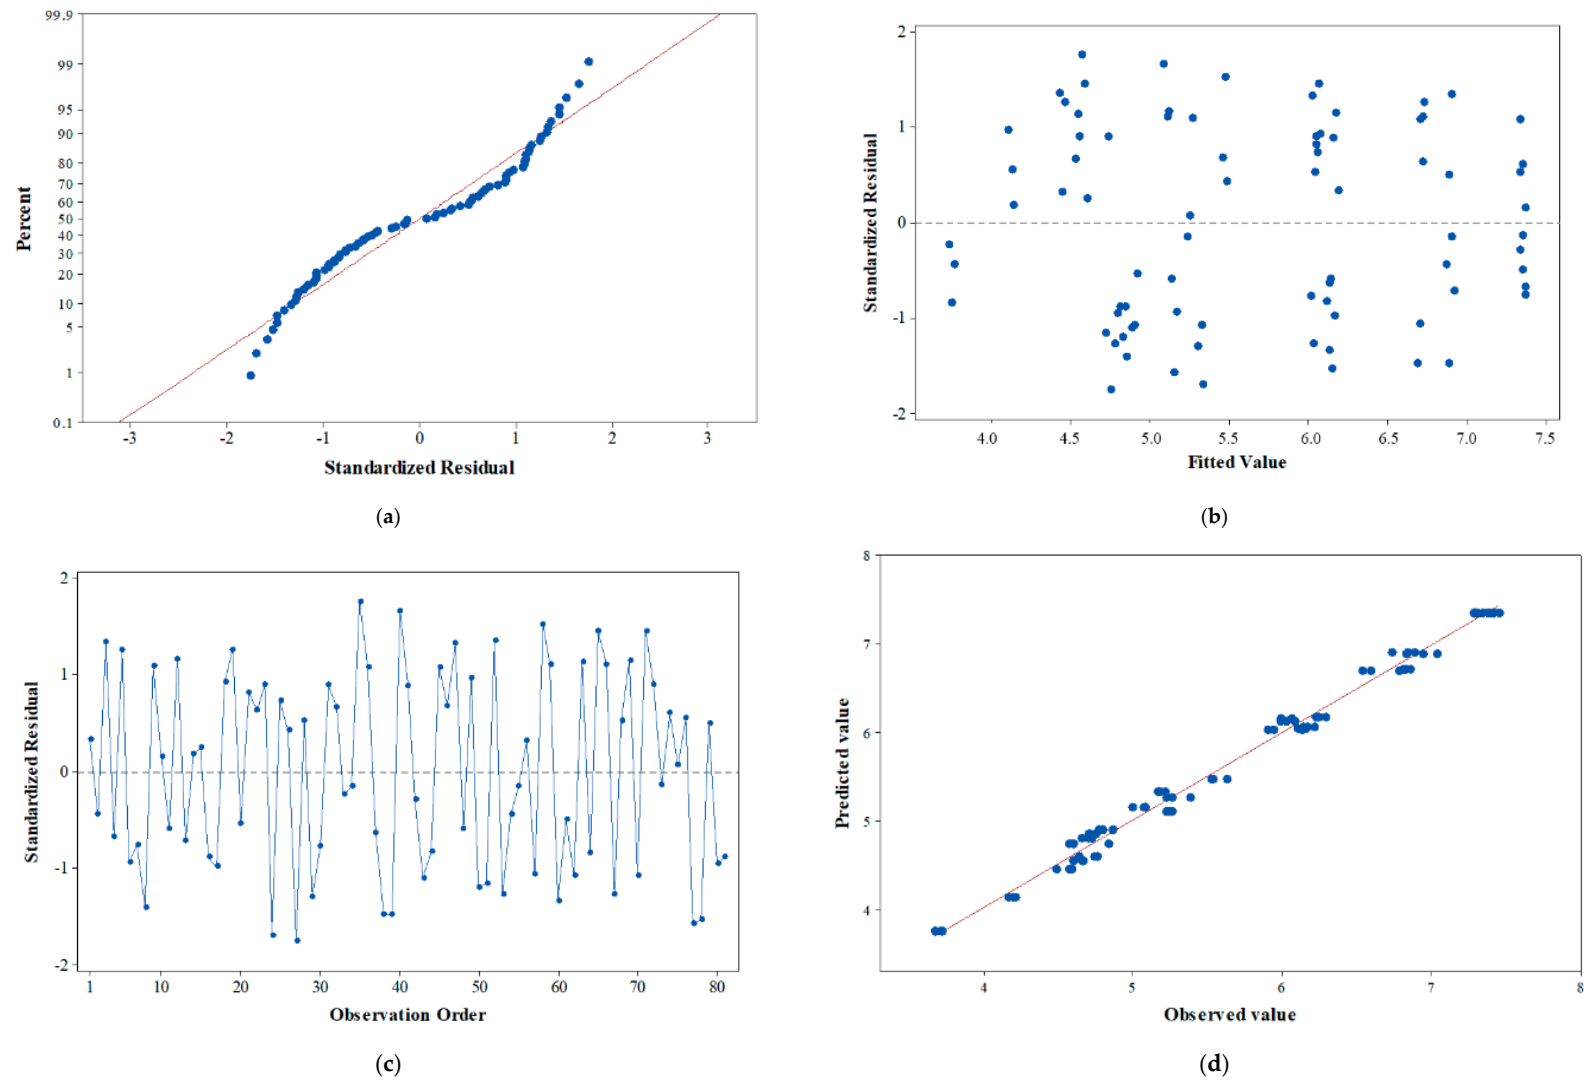 99.9
99
95
90
80
70
60
50
40
30
20
10
5
1
0.1
Percent
-3 -2 -1 0 1 2 3
Standardized Residual
(a)
2
1
0
-1
-2
Standardized Residual
4.0 4.5 5.0 5.5 6.0 6.5 7.0 7.5
Fitted Value
(b)
2
1
0
-1
-2
Standardized Residual
1 10 20 30 40 50 60 70 80
Observation Order
(c)
8
7
6
5
4
Predicted value
4 5 6 7 8
Observed value
(d)